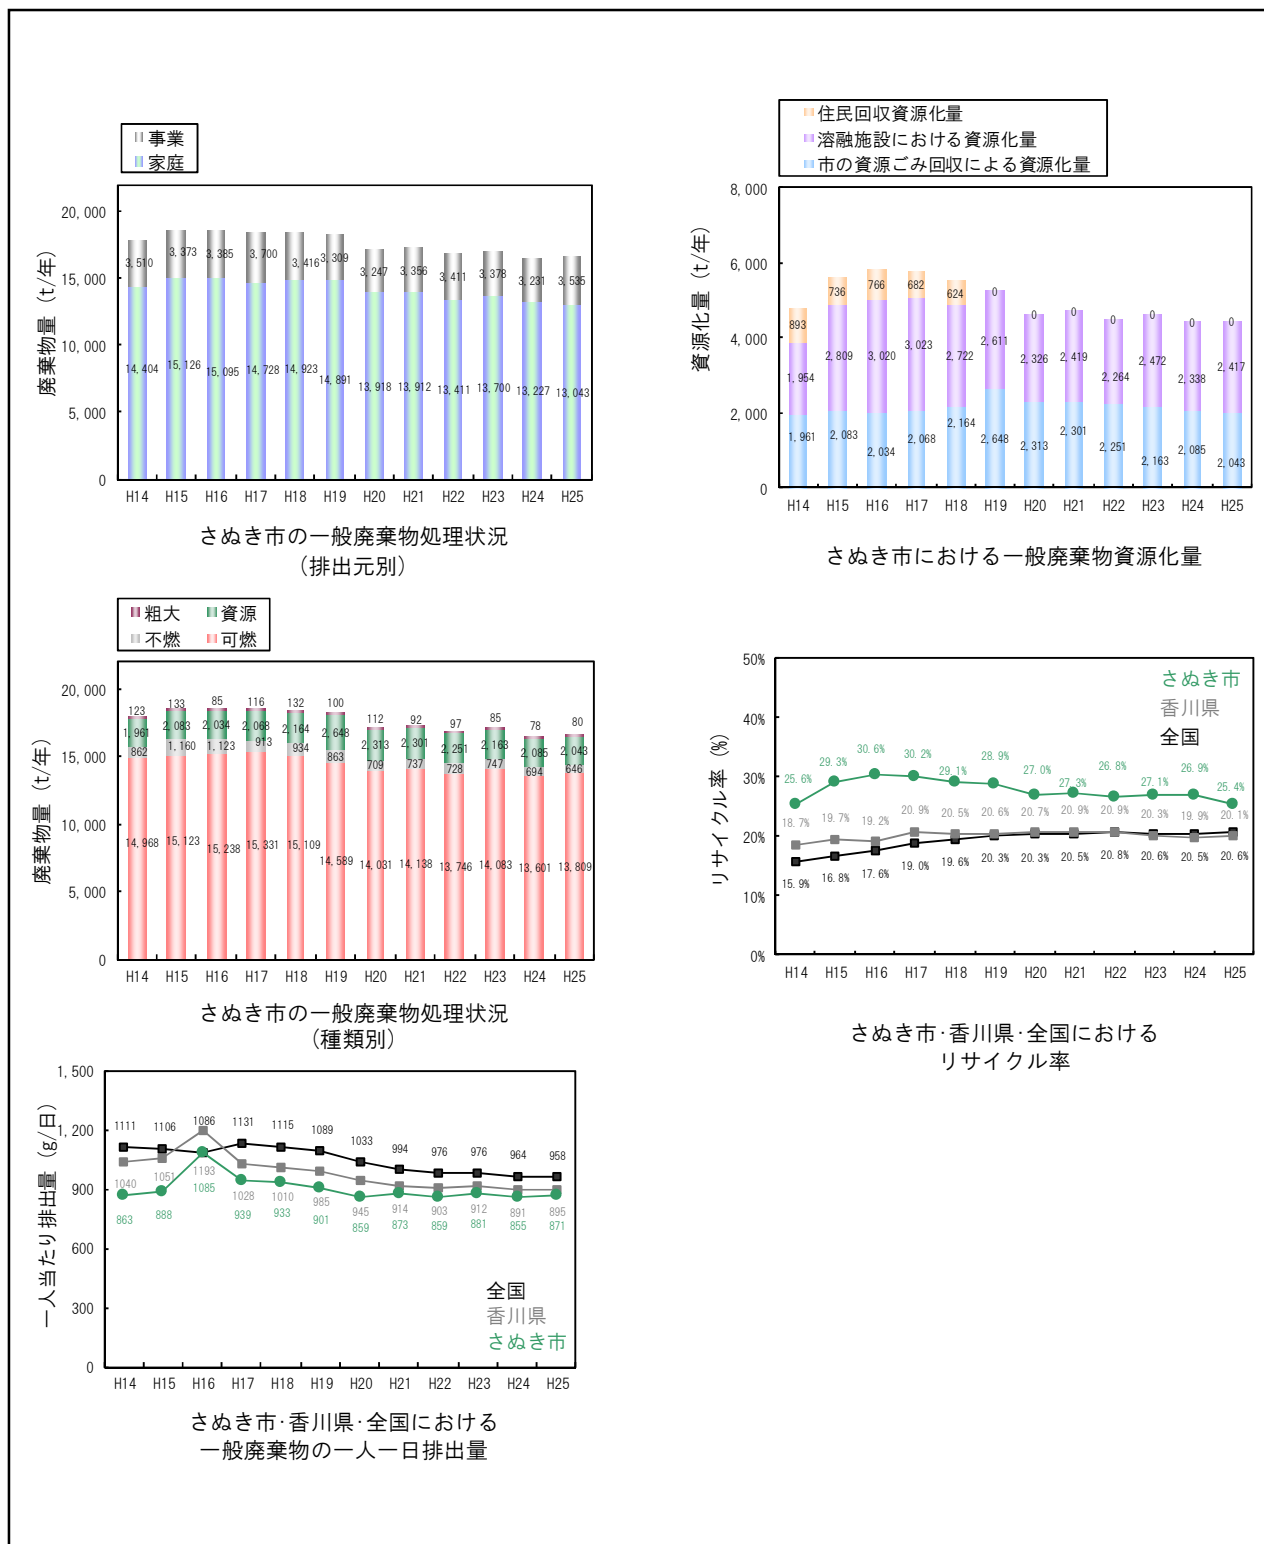 事業
家庭
廃棄物量 (t/年)
20,000
15,000
10,000
5,000
0
3,510 3,373 3,385 3,700 3,416 3,309 3,247 3,356 3,411 3,378 3,231 3,535
14,404 15,126 15,095 14,728 14,923 14,891 13,918 13,912 13,411 13,700 13,227 13,043
H14 H15 H16 H17 H18 H19 H20 H21 H22 H23 H24 H25
さぬき市の一般廃棄物処理状況
(排出元別)
住民回収資源化量
溶融施設における資源化量
市の資源ごみ回収による資源化量
資源化量 (t/年)
8,000
6,000
4,000
2,000
0
893 736 766 682 624 0 0 0 0 0 0 0
1,954 2,809 3,020 3,023 2,722 2,611 2,326 2,419 2,264 2,472 2,338 2,417
1,961 2,083 2,034 2,068 2,164 2,648 2,313 2,301 2,251 2,163 2,085 2,043
H14 H15 H16 H17 H18 H19 H20 H21 H22 H23 H24 H25
さぬき市における一般廃棄物資源化量
粗大 資源
不燃 可燃
廃棄物量 (t/年)
20,000
15,000
10,000
5,000
0
123 133 85 116 132 100 112 92 97 85 78 80
1,961 2,083 2,034 2,068 2,164 2,648 2,313 2,301 2,251 2,163 2,085 2,043
862 1,160 1,123 913 934 863 709 737 728 747 694 646
14,968 15,123 15,238 15,331 15,109 14,589 14,031 14,138 13,746 14,083 13,601 13,809
H14 H15 H16 H17 H18 H19 H20 H21 H22 H23 H24 H25
さぬき市の一般廃棄物処理状況
(種類別)
リサイクル率 (%)
50%
40%
30%
20%
10%
0%
さぬき市
香川県
全国
25.6% 29.3% 30.6% 30.2% 29.1% 28.9% 27.0% 27.3% 26.8% 27.1% 26.9% 25.4%
18.7% 19.7% 19.2% 20.9% 20.5% 20.6% 20.7% 20.9% 20.9% 20.3% 19.9% 20.1%
15.9% 16.8% 17.6% 19.0% 19.6% 20.3% 20.3% 20.5% 20.8% 20.6% 20.5% 20.6%
H14 H15 H16 H17 H18 H19 H20 H21 H22 H23 H24 H25
さぬき市・香川県・全国における
リサイクル率
一人当たり排出量 (g/日)
1,500
1,200
900
600
300
0
1111 1106 1086 1131 1115 1089 1033 994 976 976 964 958
1040 1051 1193 1028 1010 985 945 914 903 912 891 895
863 888 1085 939 933 901 859 873 859 881 855 871
全国
香川県
さぬき市
H14 H15 H16 H17 H18 H19 H20 H21 H22 H23 H24 H25
さぬき市・香川県・全国における
一般廃棄物の一人一日排出量